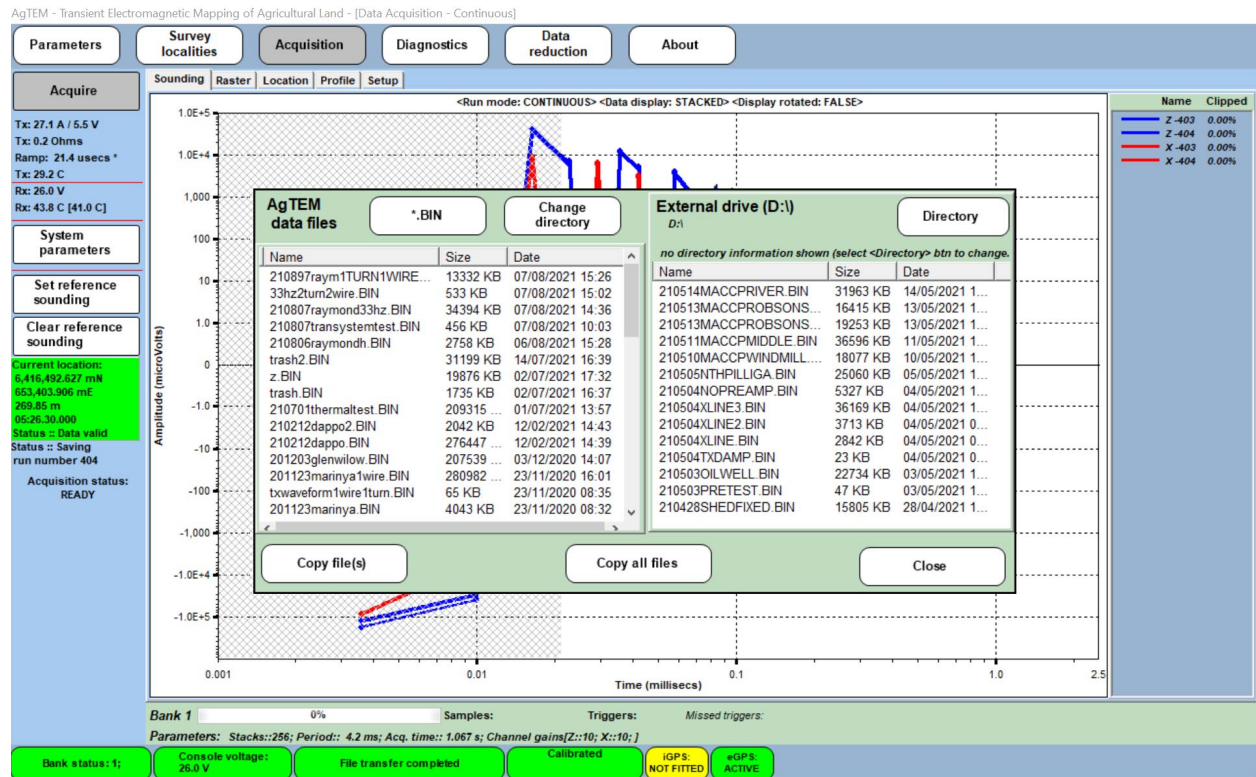 AgTEM - Transient Electromagnetic Mapping of Agricultural Land - [Data Acquisition - Continuous]
Parameters
Survey
localities
Acquisition
Diagnostics
Data
reduction
About
Acquire
Tx: 27.1 A / 5.5 V
Tx: 0.2 Ohms
Ramp: 21.4 usecs *
Tx: 29.2 C
Rx: 26.0 V
Rx: 43.8 C [41.0 C]
System
parameters
Set reference
sounding
Clear reference
sounding
Current location:
6,416,492.627 mN
653,403.906 mE
269.85 m
05:26.30.000
Status :: Data valid
Status :: Saving
run number 404
Acquisition status:
READY
Sounding Raster Location Profile Setup
<Run mode: CONTINUOUS> <Data display: STACKED> <Display rotated: FALSE>
1.0E+5
1.0E+4
1,000
100
10
1.0
0
-1.0
-10
-100
-1,000
-1.0E+4
-1.0E+5
Amplitude (microVolts)
0.001 0.01 0.1 1.0 2.5
Time (millisecs)
Name Clipped
Z -403 0.00%
Z -404 0.00%
X -403 0.00%
X -404 0.00%
AgTEM
data files
*.BIN
Change
directory
Name Size Date
210897raym1TURN1WIRE... 13332 KB 07/08/2021 15:26
33hz2turn2wire.BIN 533 KB 07/08/2021 15:02
210807raymond33hz.BIN 34394 KB 07/08/2021 14:36
210807transystemtest.BIN 456 KB 07/08/2021 10:03
210806raymondh.BIN 2758 KB 06/08/2021 15:28
trash2.BIN 31199 KB 14/07/2021 16:39
z.BIN 19876 KB 02/07/2021 17:32
trash.BIN 1735 KB 02/07/2021 16:37
210701thermaltest.BIN 209315 ... 01/07/2021 13:57
210212dappo2.BIN 2042 KB 12/02/2021 14:43
210212dappo.BIN 276447 ... 12/02/2021 14:39
201203glenwilow.BIN 207539 ... 03/12/2020 14:07
201123marinya1wire.BIN 280982 ... 23/11/2020 16:01
txwaveform1wire1turn.BIN 65 KB 23/11/2020 08:35
201123marinya.BIN 4043 KB 23/11/2020 08:32
External drive (D:\)
D:\
Directory
no directory information shown (select <Directory> btn to change.
Name Size Date
210514MACCPRIVER.BIN 31963 KB 14/05/2021 1...
210513MACCPROBSONS... 16415 KB 13/05/2021 1...
210513MACCPROBSONS... 19253 KB 13/05/2021 1...
210511MACCPMIDDLE.BIN 36596 KB 11/05/2021 1...
210510MACCPWINDMILL.... 18077 KB 10/05/2021 1...
210505NTHPILLIGA.BIN 25060 KB 05/05/2021 1...
210504NOPREAMP.BIN 5327 KB 04/05/2021 1...
210504XLINE3.BIN 36169 KB 04/05/2021 1...
210504XLINE2.BIN 3713 KB 04/05/2021 0...
210504XLINE.BIN 2842 KB 04/05/2021 0...
210504TXDAMP.BIN 23 KB 04/05/2021 0...
210503OILWELL.BIN 22734 KB 03/05/2021 1...
210503PRETEST.BIN 47 KB 03/05/2021 1...
210428SHEDFIXED.BIN 15805 KB 28/04/2021 1...
Copy file(s)
Copy all files
Close
Bank 1 0% Samples: Triggers: Missed triggers:
Parameters: Stacks::256; Period:: 4.2 ms; Acq. time:: 1.067 s; Channel gains[Z::10; X::10; ]
Bank status: 1;
Console voltage:
26.0 V
File transfer completed
Calibrated
iGPS:
NOT FITTED
eGPS:
ACTIVE